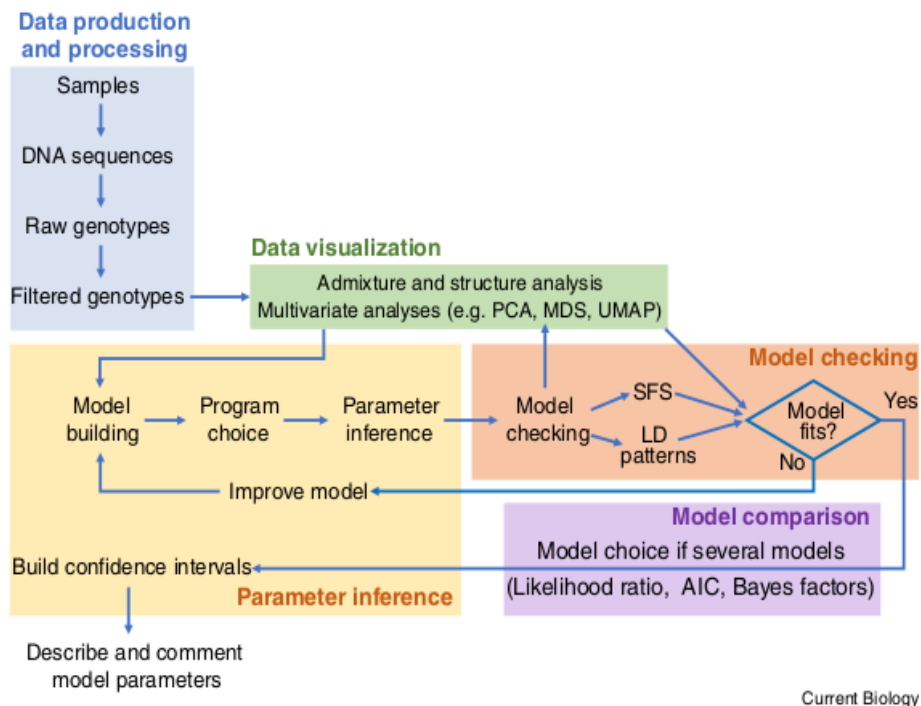 Data production
and processing
Samples
DNA sequences
Raw genotypes
Filtered genotypes
Data visualization
Admixture and structure analysis
Multivariate analyses (e.g. PCA, MDS, UMAP)
Model checking
Model
building
Program
choice
Parameter
inference
Model
checking
SFS
LD
patterns
Model
fits?
Yes
No
Improve model
Model comparison
Model choice if several models
(Likelihood ratio, AIC, Bayes factors)
Build confidence intervals
Parameter inference
Describe and comment
model parameters
Current Biology